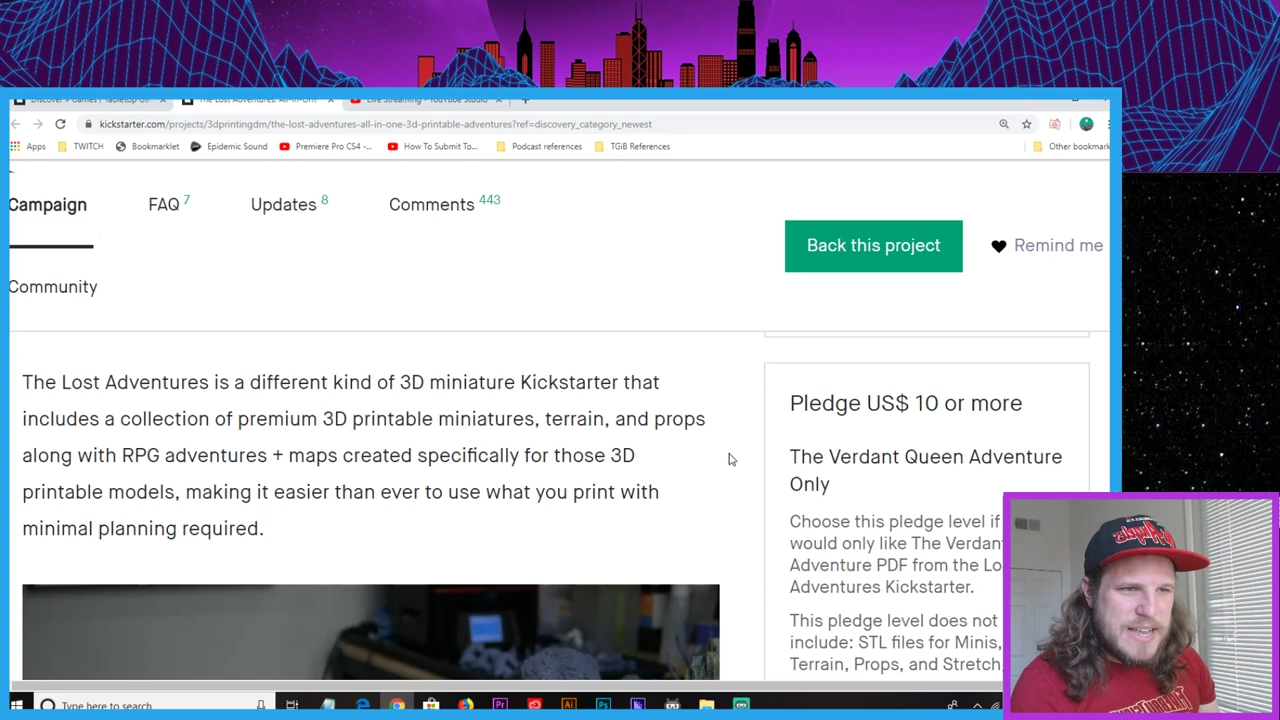 Discover » Games / Tabletop G
The Lost Adventures: All-In-One
Live Streaming - YouTube Studio
kickstarter.com/projects/3dprintingdm/the-lost-adventures-all-in-one-3d-printable-adventures?ref=discovery_category_newest
Apps TWITCH Bookmarklet Epidemic Sound Premiere Pro CS4 -... How To Submit To... Podcast references TGiB References Other bookmark
Campaign FAQ 7 Updates 8 Comments 443
Back this project Remind me
Community
The Lost Adventures is a different kind of 3D miniature Kickstarter that
includes a collection of premium 3D printable miniatures, terrain, and props
along with RPG adventures + maps created specifically for those 3D
printable models, making it easier than ever to use what you print with
minimal planning required.
Pledge US$ 10 or more
The Verdant Queen Adventure
Only
Choose this pledge level if
would only like The Verdant
Adventure PDF from the Lo
Adventures Kickstarter.
This pledge level does not
include: STL files for Minis,
Terrain, Props, and Stretch
Type here to search